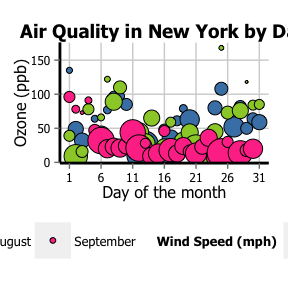 Air Quality in New York by Da
Ozone (ppb)
150
100
50
0
1 6 11 16 21 26 31
Day of the month
ugust September Wind Speed (mph)